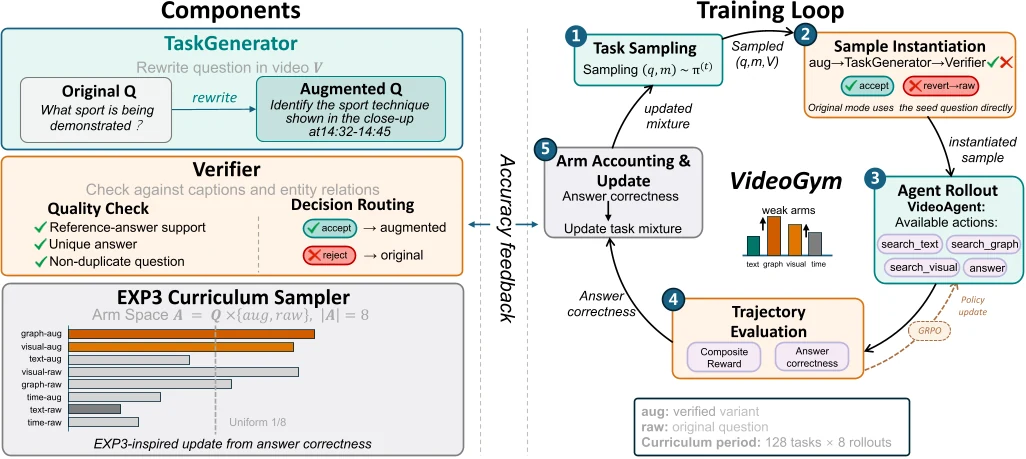 Components
TaskGenerator
Rewrite question in video V
Original Q
What sport is being
demonstrated ?
rewrite
Augmented Q
Identify the sport technique
shown in the close-up
at14:32-14:45
Verifier
Check against captions and entity relations
Quality Check
Reference-answer support
Unique answer
Non-duplicate question
Decision Routing
accept → augmented
reject → original
EXP3 Curriculum Sampler
Arm Space A = Q ×{aug, raw}, |A| = 8
graph-aug
visual-aug
text-aug
visual-raw
graph-raw
time-aug
text-raw
time-raw
Uniform 1/8
EXP3-inspired update from answer correctness
Accuracy feedback
Training Loop
1
Task Sampling
Sampling (q, m) ~ π(t)
Sampled
(q,m,V)
2
Sample Instantiation
aug→TaskGenerator→Verifier
accept
revert→raw
Original mode uses the seed question directly
instantiated
sample
3
Agent Rollout
VideoAgent:
Available actions:
search_text
search_graph
search_visual
answer
Policy
update
GRPO
4
Trajectory
Evaluation
Composite
Reward
Answer
correctness
Answer
correctness
5
Arm Accounting &
Update
Answer correctness
Update task mixture
updated
mixture
VideoGym
weak arms
text graph visual time
aug: verified variant
raw: original question
Curriculum period: 128 tasks × 8 rollouts